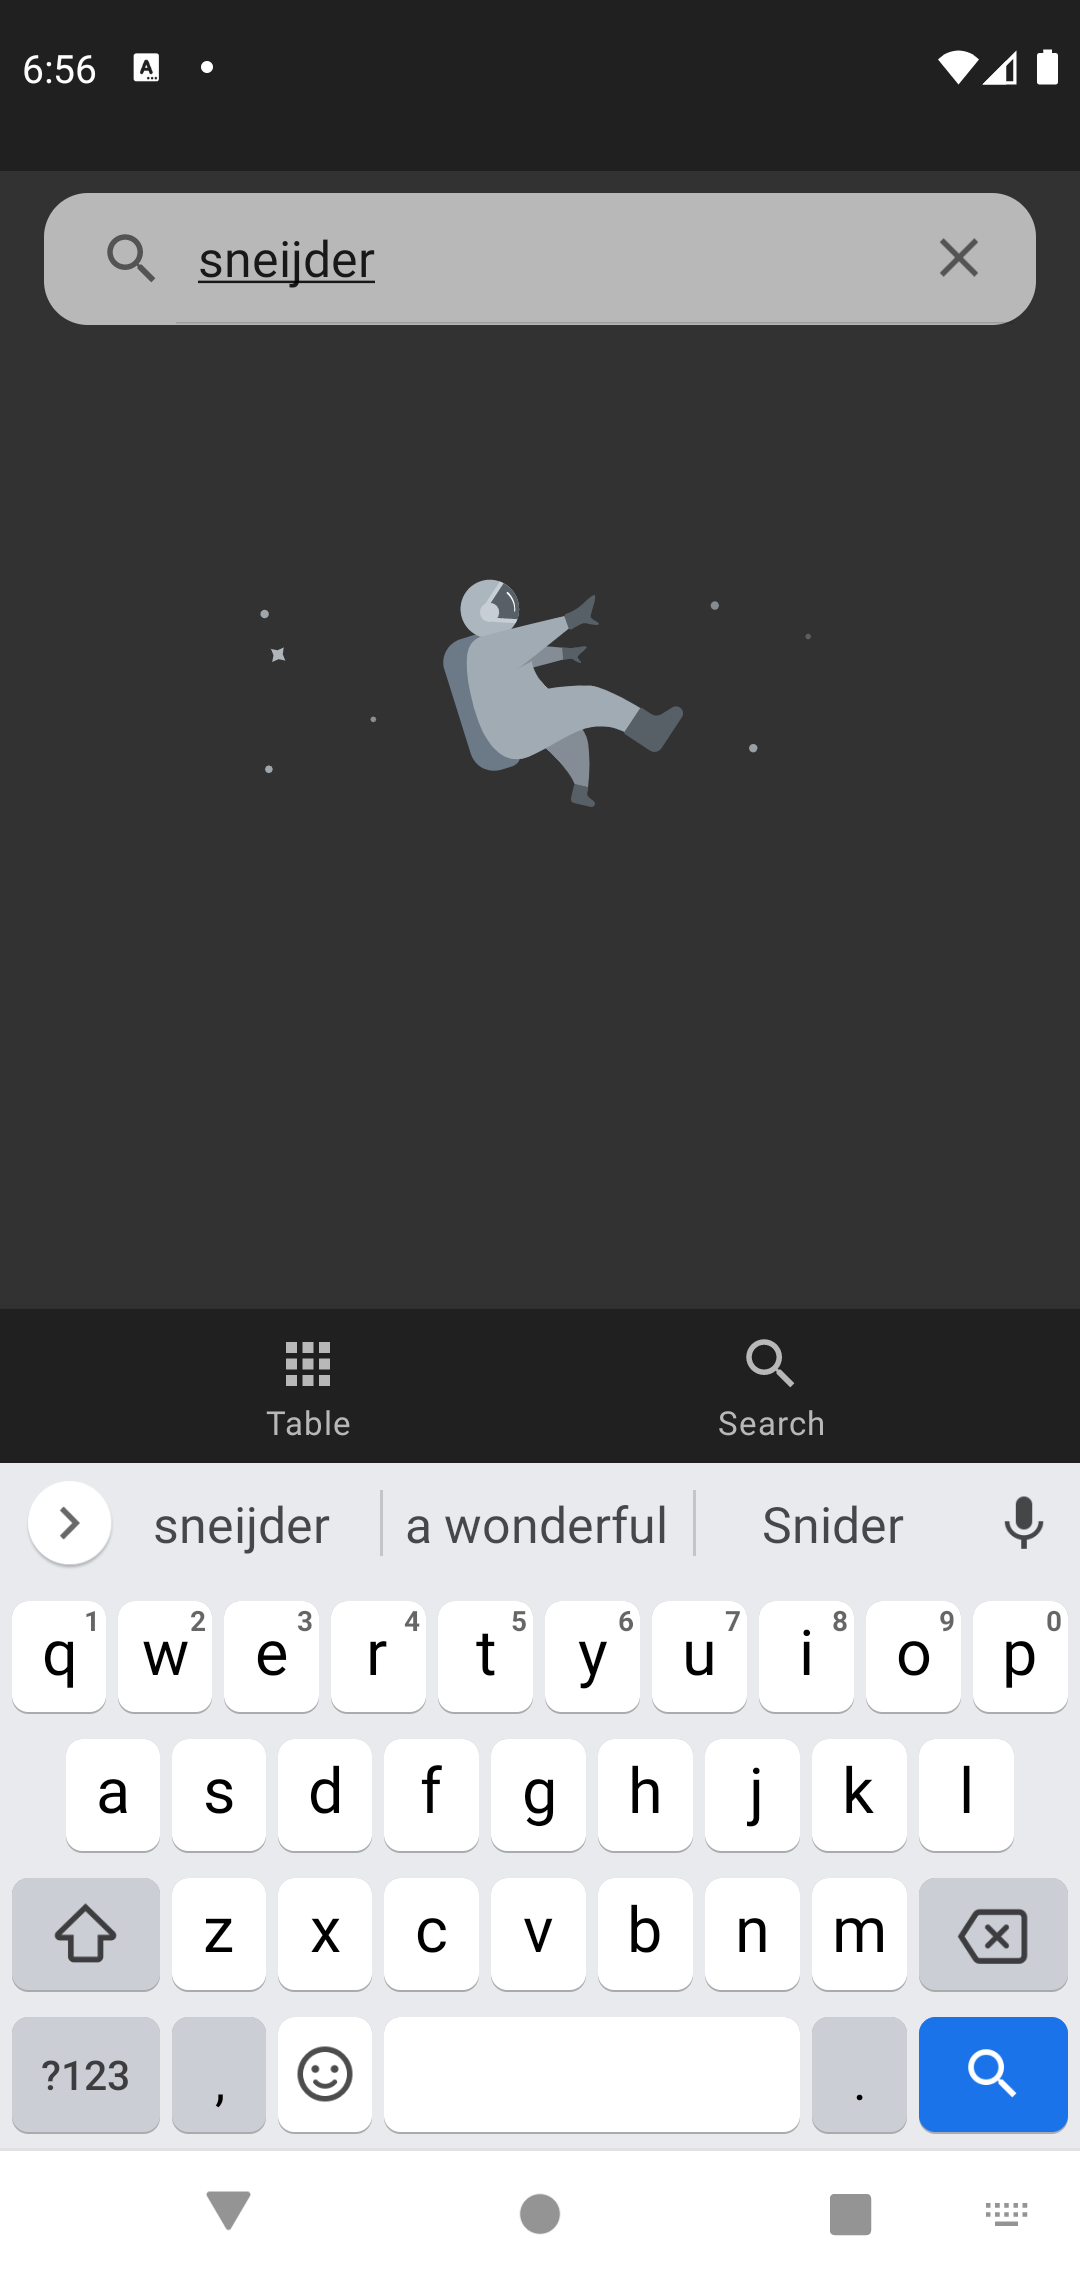 6:56
sneijder
Table
Search
sneijder
a wonderful
Snider
q 1 w 2 e 3 r 4 t 5 y 6 u 7 i 8 o 9 p 0
a s d f g h j k l
z x c v b n m
?123 , .